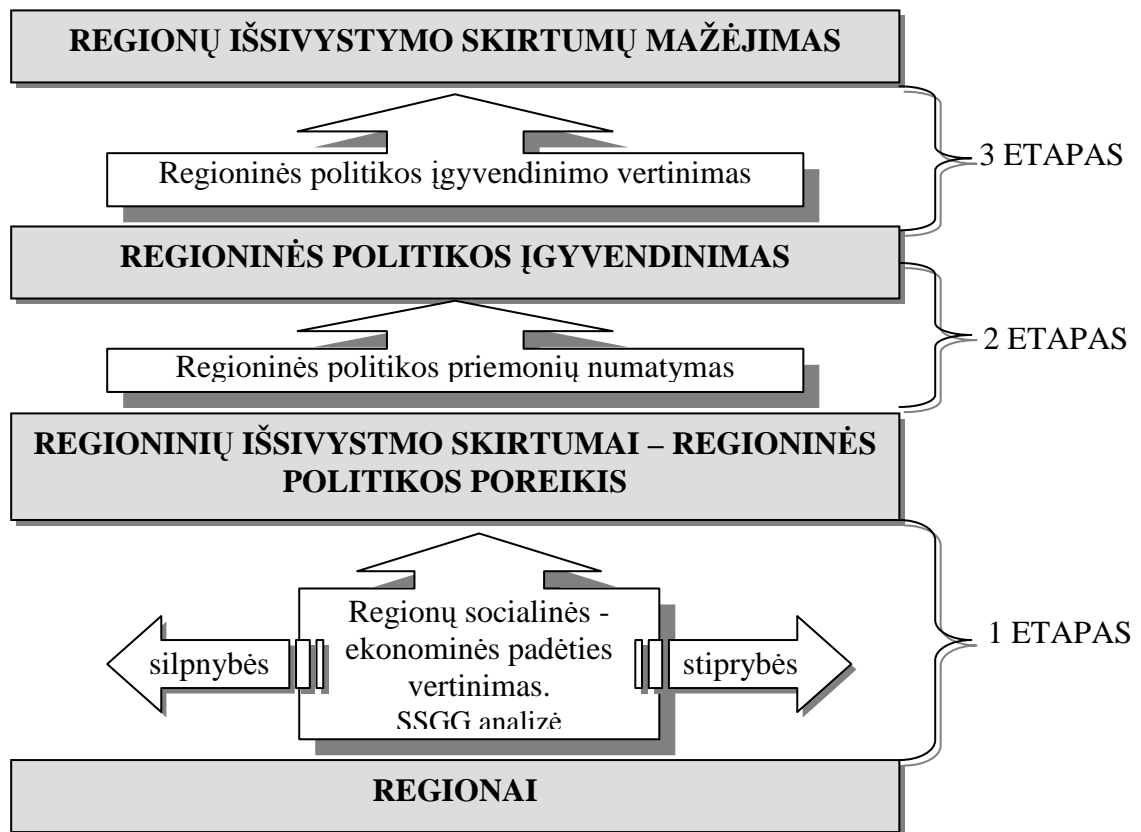 REGIONŲ IŠSIVYSTYMO SKIRTUMŲ MAŽĖJIMAS
Regioninės politikos įgyvendinimo vertinimas
3 ETAPAS
REGIONINĖS POLITIKOS ĮGYVENDINIMAS
Regioninės politikos priemonių numatymas
2 ETAPAS
REGIONINIŲ IŠSIVYSTMO SKIRTUMAI – REGIONINĖS
POLITIKOS POREIKIS
silpnybės
Regionų socialinės -
ekonominės padėties
vertinimas.
SSGG analizė
stiprybės
1 ETAPAS
REGIONAI